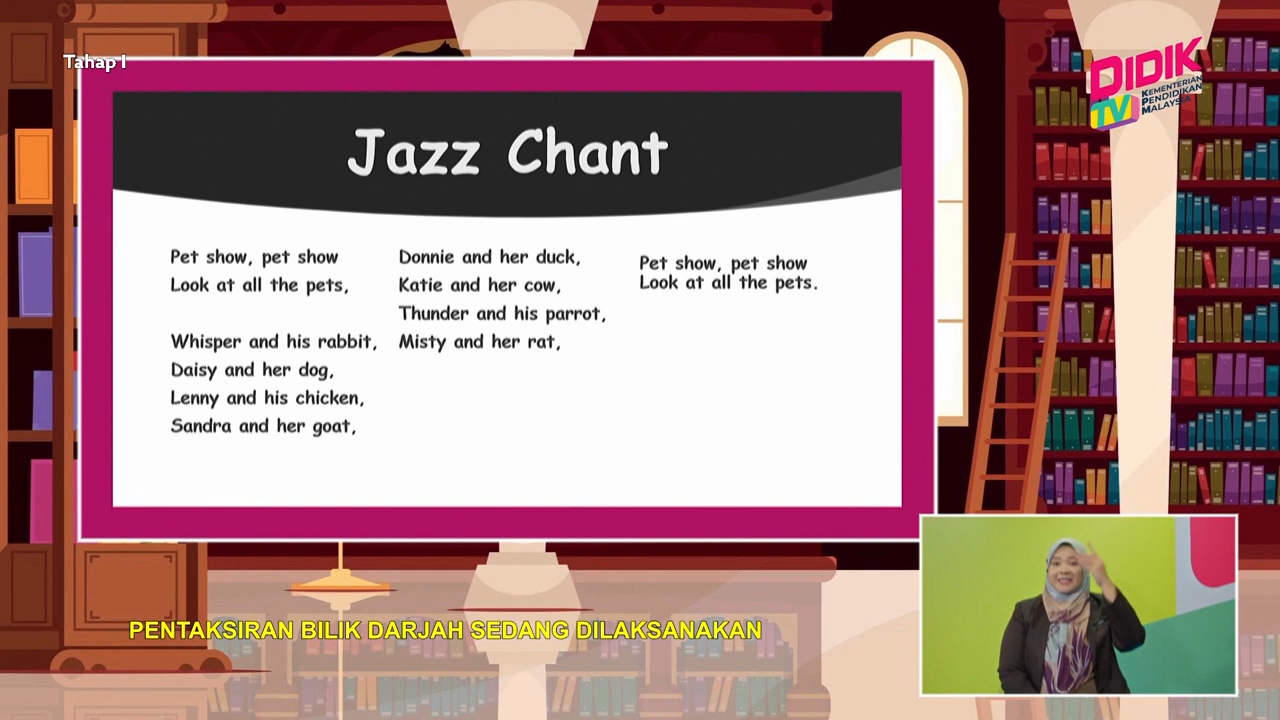 Tahap I
DIDIK
TV
KEMENTERIAN
PENDIDIKAN
MALAYSIA
Jazz Chant
Pet show, pet show
Look at all the pets,
Whisper and his rabbit,
Daisy and her dog,
Lenny and his chicken,
Sandra and her goat,
Donnie and her duck,
Katie and her cow,
Thunder and his parrot,
Misty and her rat,
Pet show, pet show
Look at all the pets.
PENTAKSIRAN BILIK DARJAH SEDANG DILAKSANAKAN